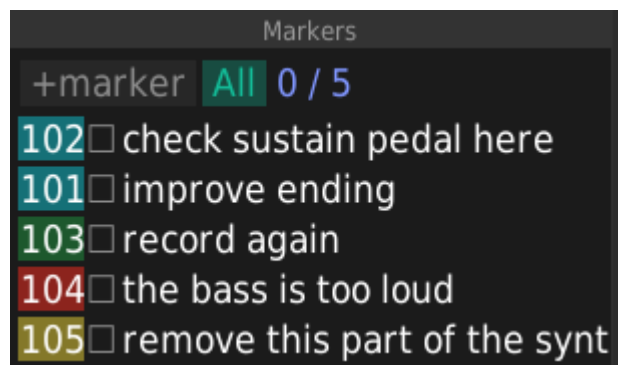 Markers
+marker All 0 / 5
102 check sustain pedal here
101 improve ending
103 record again
104 the bass is too loud
105 remove this part of the synt